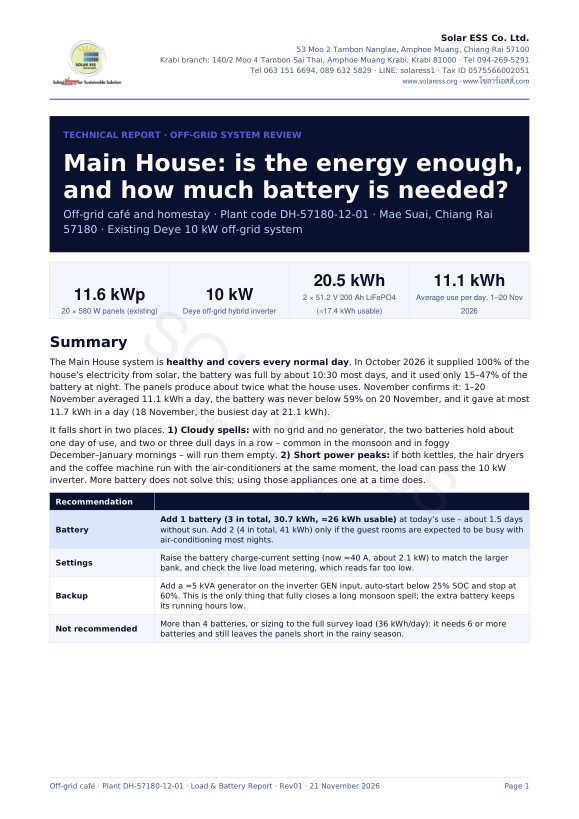 SOLAR ESS
Solar Energy for Sustainable Solution
Solar ESS Co. Ltd.
53 Moo 2 Tambon Nanglae, Amphoe Muang, Chiang Rai 57100
Krabi branch: 140/2 Moo 4 Tambon Sai Thai, Amphoe Muang Krabi, Krabi 81000 · Tel 094-269-5291
Tel 063 151 6694, 089 632 5829 · LINE: solaress1 · Tax ID 0575566002051
www.solaress.org · www.โซลาร์เอสส์.com
TECHNICAL REPORT · OFF-GRID SYSTEM REVIEW
Main House: is the energy enough,
and how much battery is needed?
Off-grid café and homestay · Plant code DH-57180-12-01 · Mae Suai, Chiang Rai
57180 · Existing Deye 10 kW off-grid system
11.6 kWp
20 × 580 W panels (existing)
10 kW
Deye off-grid hybrid inverter
20.5 kWh
2 × 51.2 V 200 Ah LiFePO4
(≈17.4 kWh usable)
11.1 kWh
Average use per day, 1–20 Nov
2026
Summary
The Main House system is healthy and covers every normal day. In October 2026 it supplied 100% of the
house’s electricity from solar, the battery was full by about 10:30 most days, and it used only 15–47% of the
battery at night. The panels produce about twice what the house uses. November confirms it: 1–20
November averaged 11.1 kWh a day, the battery was never below 59% on 20 November, and it gave at most
11.7 kWh in a day (18 November, the busiest day at 21.1 kWh).
It falls short in two places. 1) Cloudy spells: with no grid and no generator, the two batteries hold about
one day of use, and two or three dull days in a row – common in the monsoon and in foggy
December–January mornings – will run them empty. 2) Short power peaks: if both kettles, the hair dryers
and the coffee machine run with the air-conditioners at the same moment, the load can pass the 10 kW
inverter. More battery does not solve this; using those appliances one at a time does.
Recommendation
Battery
Add 1 battery (3 in total, 30.7 kWh, ≈26 kWh usable) at today’s use – about 1.5 days
without sun. Add 2 (4 in total, 41 kWh) only if the guest rooms are expected to be busy with
air-conditioning most nights.
Settings
Raise the battery charge-current setting (now ≈40 A, about 2.1 kW) to match the larger
bank, and check the live load metering, which reads far too low.
Backup
Add a ≈5 kVA generator on the inverter GEN input, auto-start below 25% SOC and stop at
60%. This is the only thing that fully closes a long monsoon spell; the extra battery keeps
its running hours low.
Not recommended
More than 4 batteries, or sizing to the full survey load (36 kWh/day): it needs 6 or more
batteries and still leaves the panels short in the rainy season.
Off-grid café · Plant DH-57180-12-01 · Load & Battery Report · Rev01 · 21 November 2026
Page 1